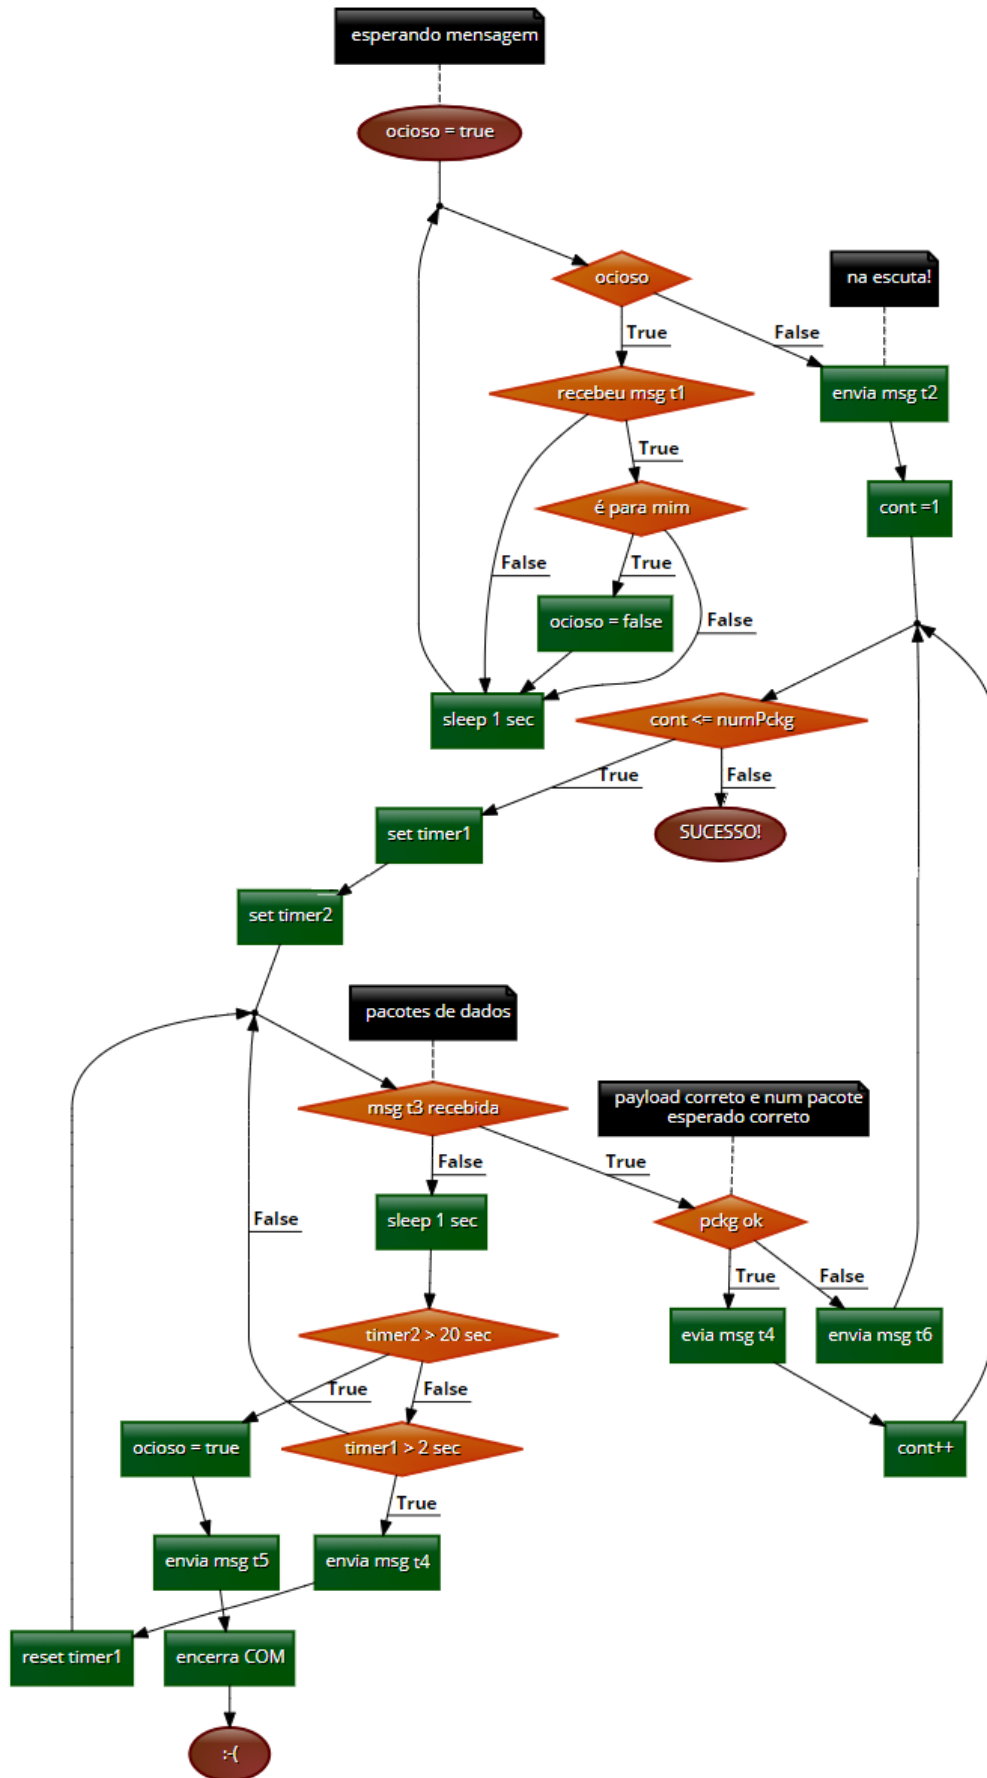 esperando mensagem
ocioso = true
ocioso
na escuta!
True
False
recebeu msg t1
envia msg t2
True
cont =1
é para mim
False
True
ocioso = false
False
sleep 1 sec
cont <= numPckg
True
False
set timer1
SUCESSO!
set timer2
pacotes de dados
msg t3 recebida
payload correto e num pacote
esperado correto
False
True
sleep 1 sec
False
pckg ok
True
False
timer2 > 20 sec
evia msg t4
envia msg t6
True
False
ocioso = true
timer1 > 2 sec
cont++
True
envia msg t5
envia msg t4
reset timer1
encerra COM
:-(